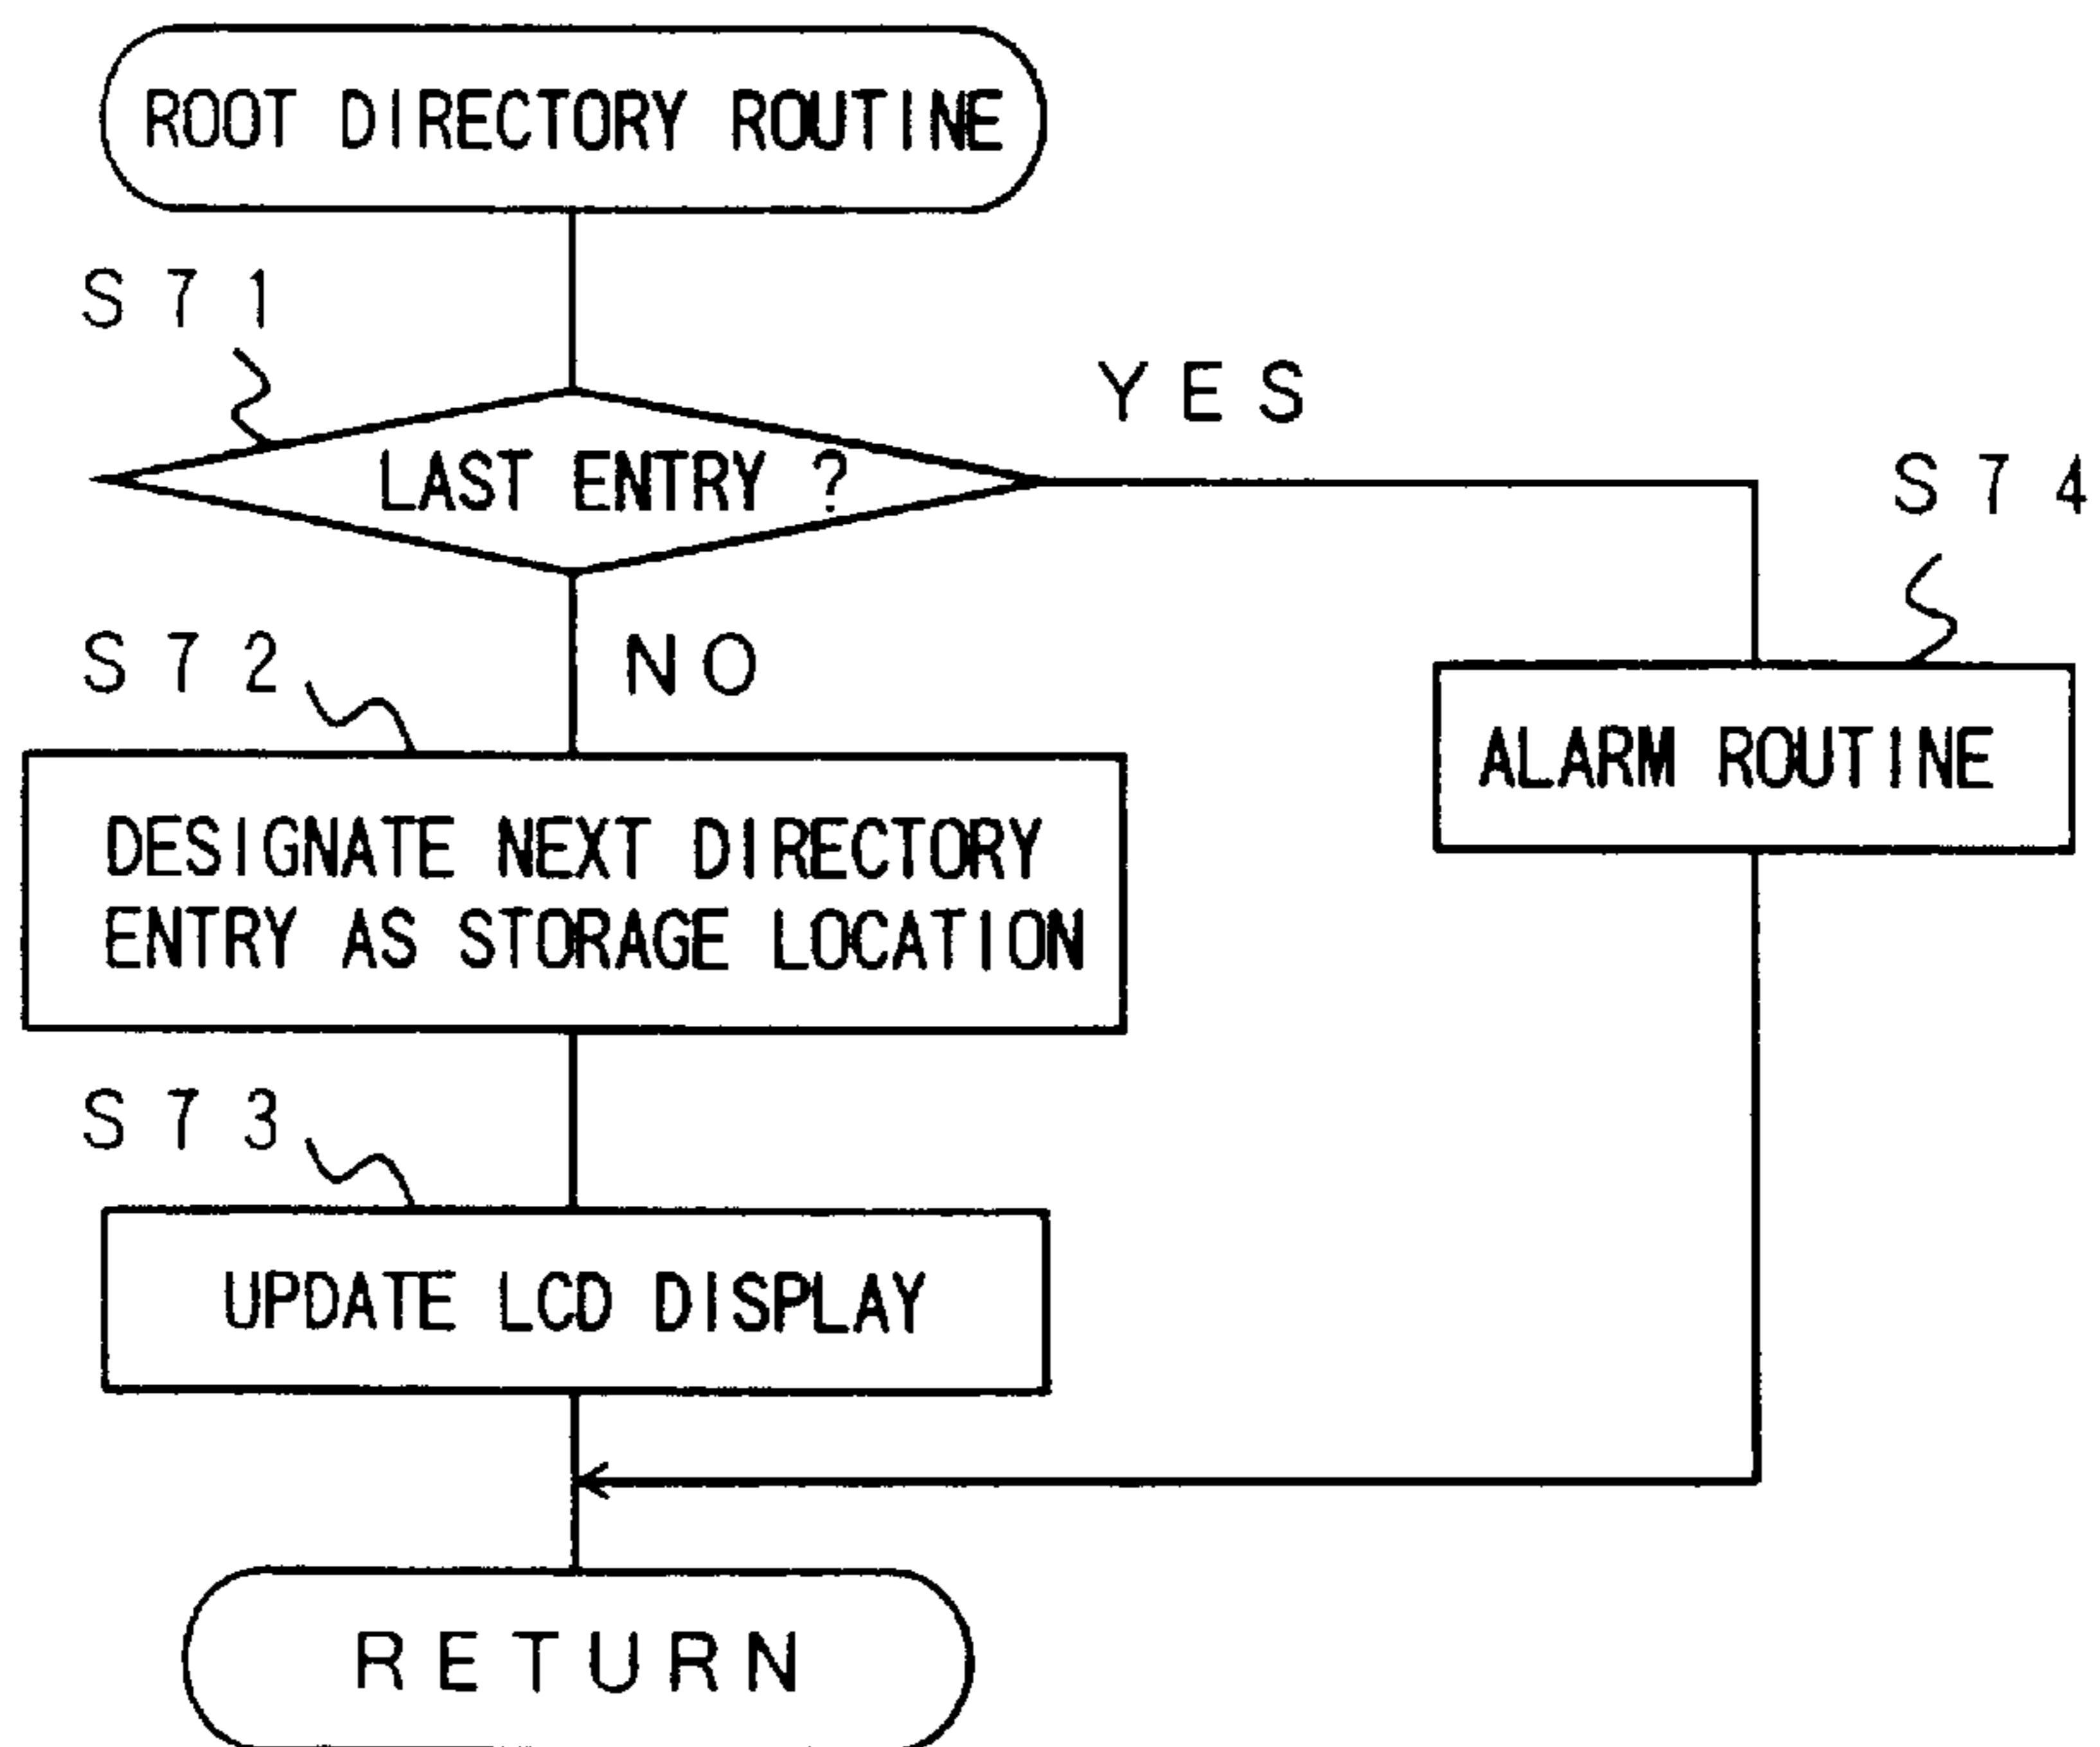 ROOT DIRECTORY ROUTINE
S71
YES
LAST ENTRY ?
S74
S72
NO
ALARM ROUTINE
DESIGNATE NEXT DIRECTORY
ENTRY AS STORAGE LOCATION
S73
UPDATE LCD DISPLAY
RETURN